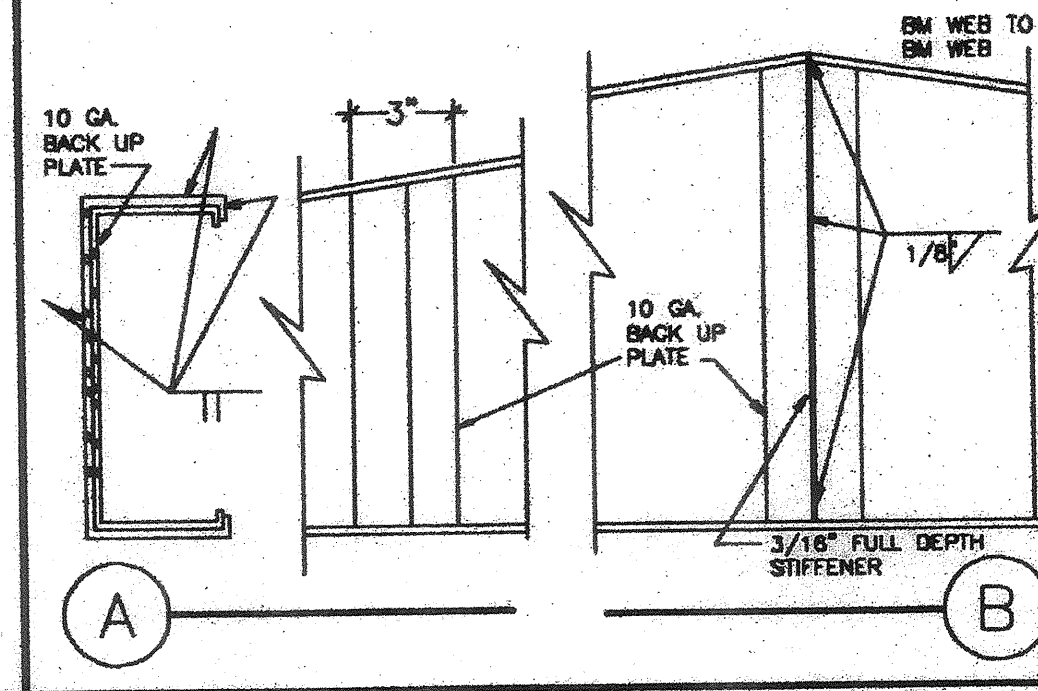 BM WEB TO
BM WEB
10 GA.
BACK UP
PLATE
3"
1/8"
10 GA.
BACK UP
PLATE
3/16" FULL DEPTH
STIFFENER
A
B